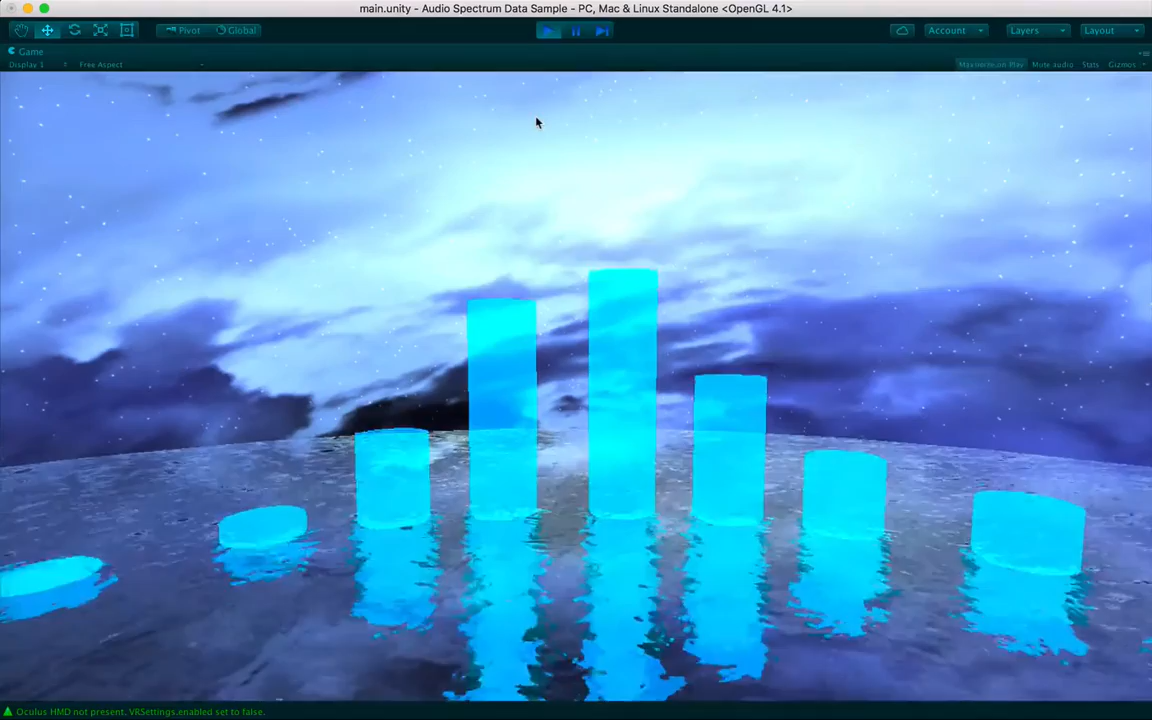 main.unity - Audio Spectrum Data Sample - PC, Mac & Linux Standalone <OpenGL 4.1>
Pivot Global Account Layers Layout
Game
Display 1 Free Aspect Maximize on Play Mute audio Stats Gizmos
Oculus HMD not present, VRSettings.enabled set to false.